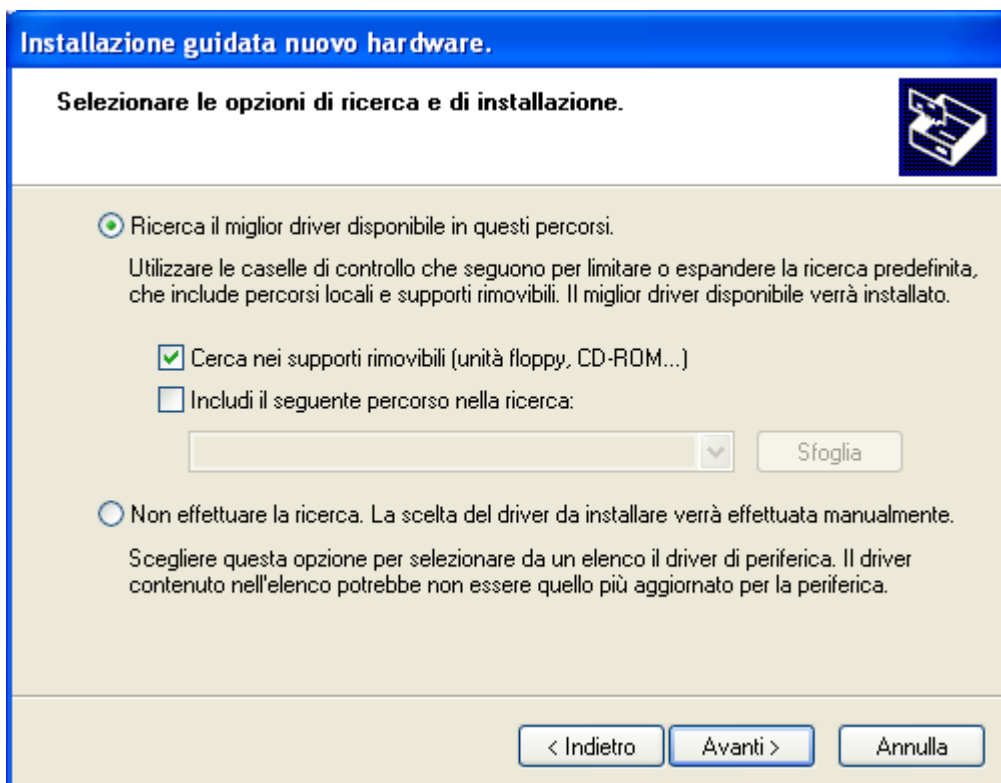 Installazione guidata nuovo hardware.
Selezionare le opzioni di ricerca e di installazione.
Ricerca il miglior driver disponibile in questi percorsi.
Utilizzare le caselle di controllo che seguono per limitare o espandere la ricerca predefinita,
che include percorsi locali e supporti rimovibili. Il miglior driver disponibile verrà installato.
Cerca nei supporti rimovibili (unità floppy, CD-ROM...)
Includi il seguente percorso nella ricerca:
Sfoglia
Non effettuare la ricerca. La scelta del driver da installare verrà effettuata manualmente.
Scegliere questa opzione per selezionare da un elenco il driver di periferica. Il driver
contenuto nell'elenco potrebbe non essere quello più aggiornato per la periferica.
< Indietro
Avanti >
Annulla